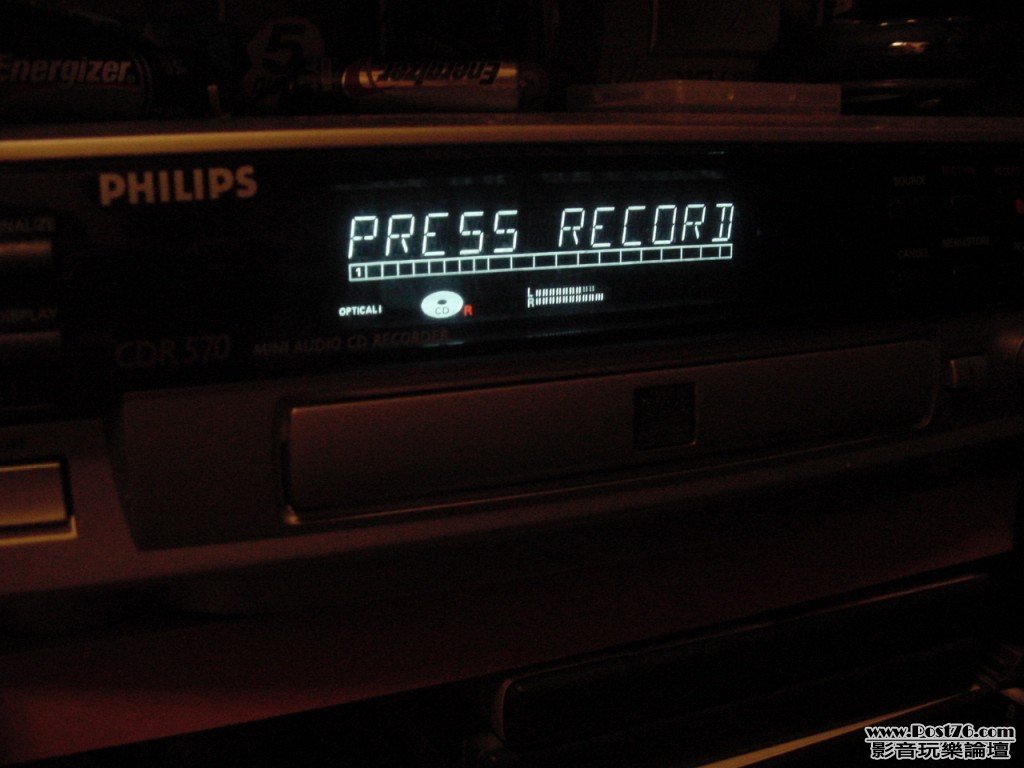 Energizer
Energizer
PHILIPS
PRESS RECORD
1
OPTICAL I
CD R
L
R
CDR 570 MINI AUDIO CD RECORDER
SOURCE
CANCEL
DISPLAY
www.Post76.com
影音玩樂論壇